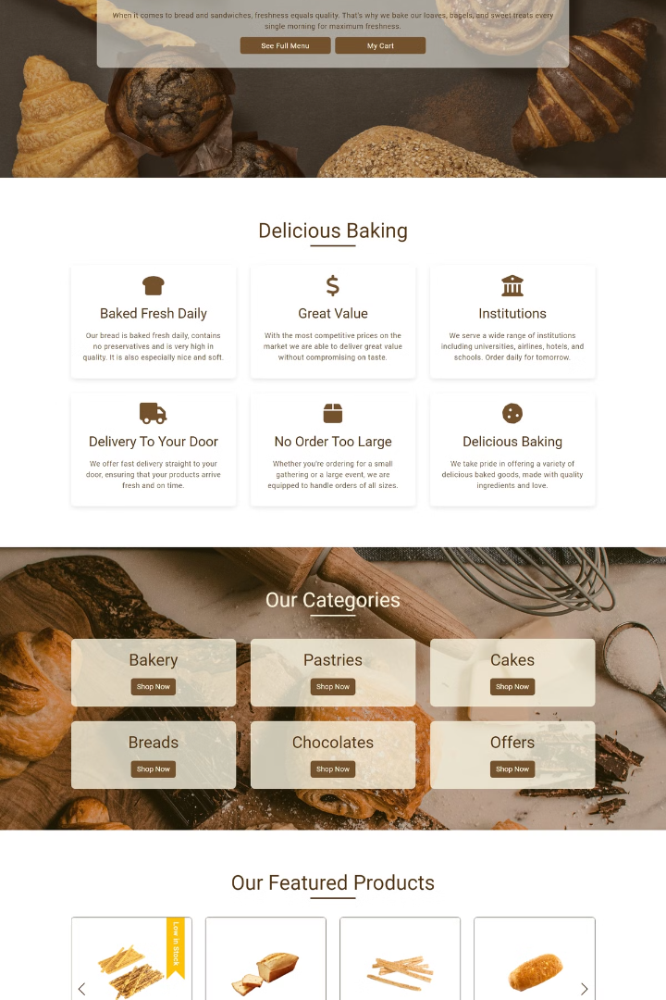 When it comes to bread and sandwiches, freshness equals quality. That's why we bake our loaves, bagels, and sweet treats every
single morning for maximum freshness.
See Full Menu
My Cart
Delicious Baking
Baked Fresh Daily
Our bread is baked fresh daily, contains
no preservatives and is very high in
quality. It is also especially nice and soft.
Great Value
With the most competitive prices on the
market we are able to deliver great value
without compromising on taste.
Institutions
We serve a wide range of institutions
including universities, airlines, hotels, and
schools. Order daily for tomorrow.
Delivery To Your Door
We offer fast delivery straight to your
door, ensuring that your products arrive
fresh and on time.
No Order Too Large
Whether you're ordering for a small
gathering or a large event, we are
equipped to handle orders of all sizes.
Delicious Baking
We take pride in offering a variety of
delicious baked goods, made with quality
ingredients and love.
Our Categories
Bakery
Shop Now
Pastries
Shop Now
Cakes
Shop Now
Breads
Shop Now
Chocolates
Shop Now
Offers
Shop Now
Our Featured Products
Low in Stock